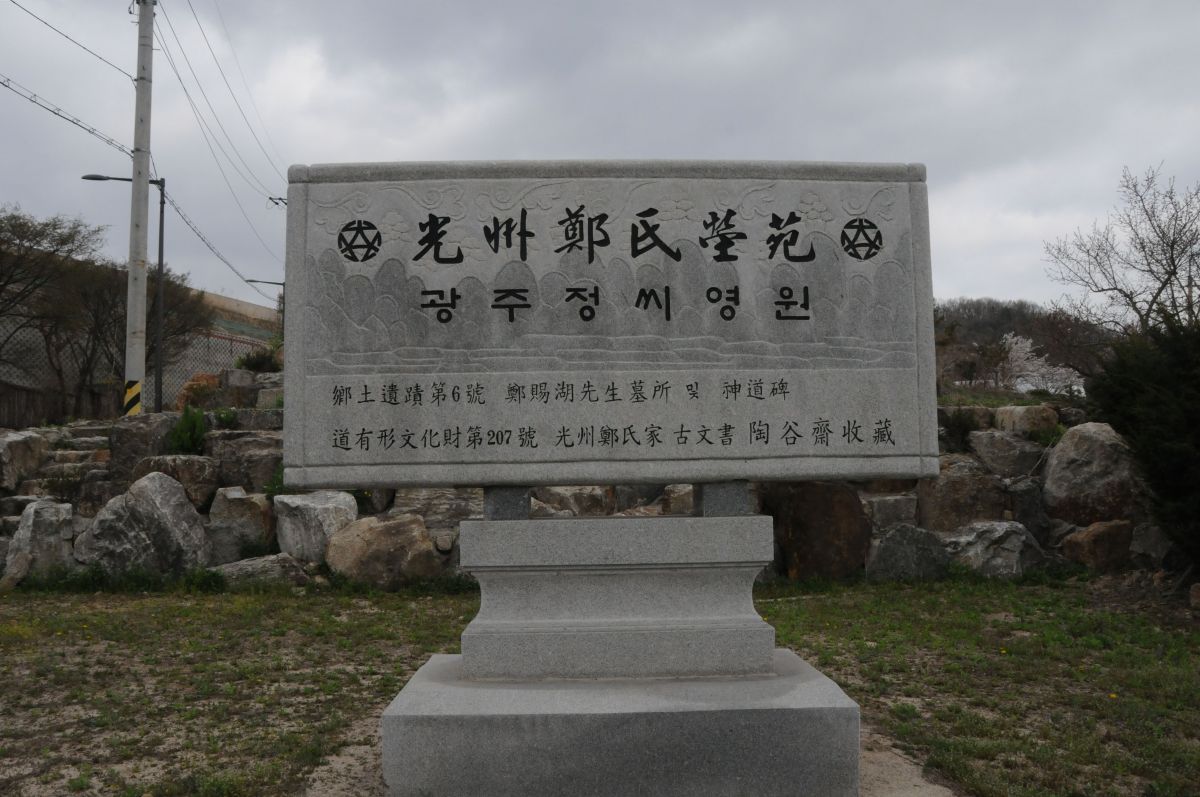 光州鄭氏塋苑
광주정씨영원
鄕土遺蹟第6號 鄭賜湖先生墓所 및 神道碑
道有形文化財第207號 光州鄭氏家 古文書 陶谷齋收藏